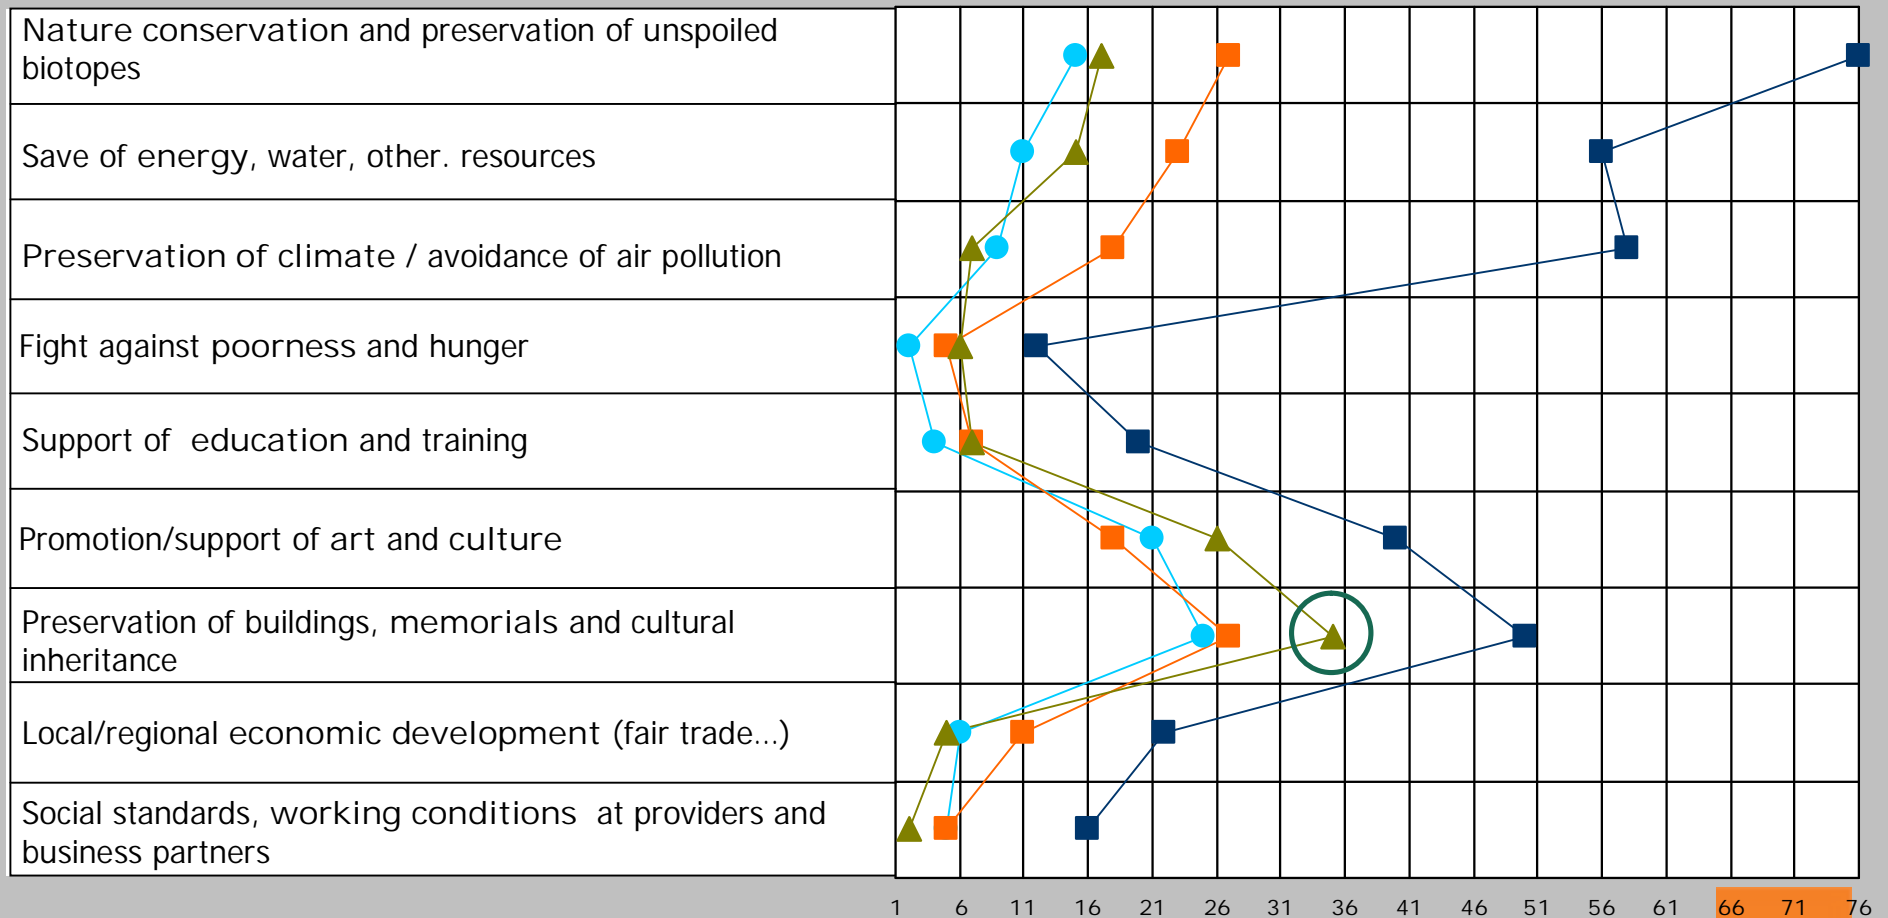 Nature conservation and preservation of unspoiled
biotopes
Save of energy, water, other. resources
Preservation of climate / avoidance of air pollution
Fight against poorness and hunger
Support of education and training
Promotion/support of art and culture
Preservation of buildings, memorials and cultural
inheritance
Local/regional economic development (fair trade...)
Social standards, working conditions at providers and
business partners
1 6 11 16 21 26 31 36 41 46 51 56 61 66 71 76